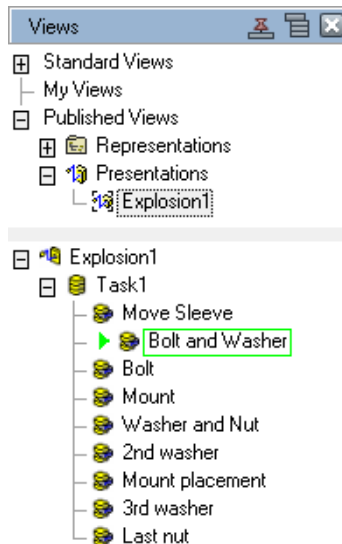 Views
Standard Views
My Views
Published Views
Representations
Presentations
Explosion1
Explosion1
Task1
Move Sleeve
Bolt and Washer
Bolt
Mount
Washer and Nut
2nd washer
Mount placement
3rd washer
Last nut